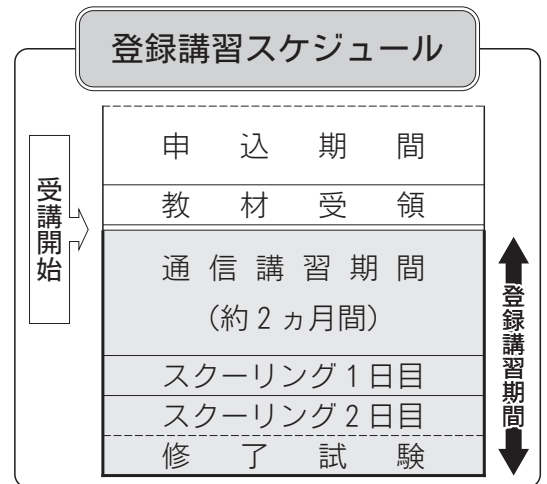 登録講習スケジュール
申込期間
受講開始
教材受領
通信講習期間
(約2ヵ月間)
登録講習期間
スクーリング1日目
スクーリング2日目
修了試験